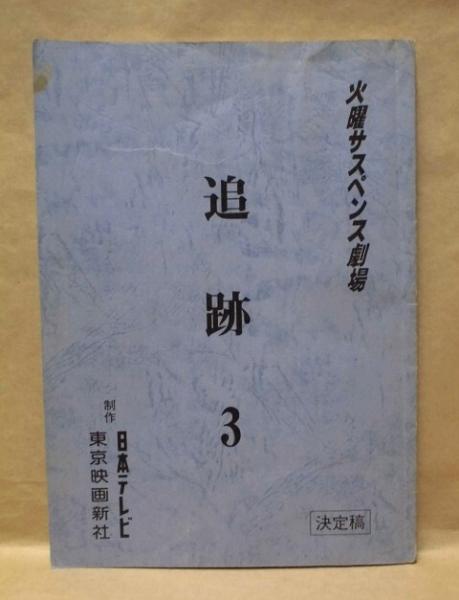 火曜サスペンス劇場
追跡3
制作
日本テレビ
東京映画新社
決定稿